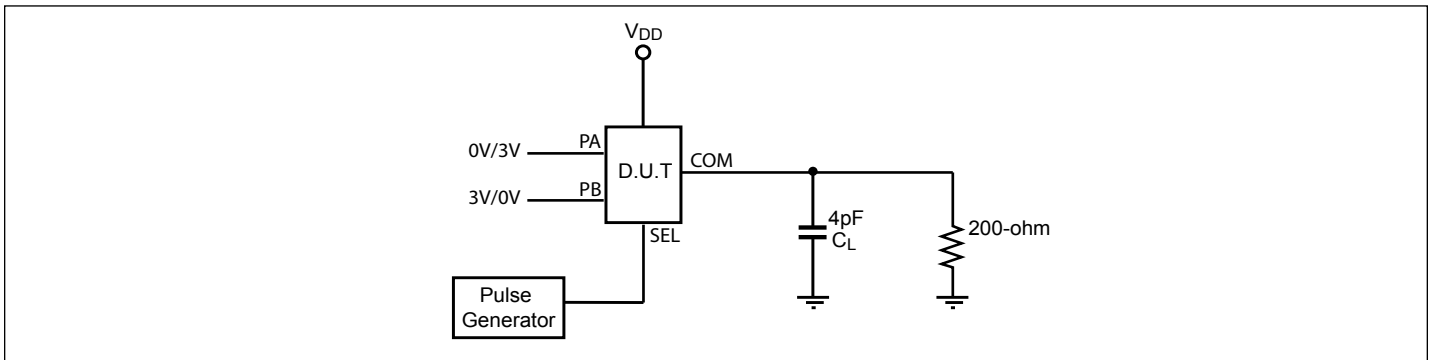 VDD
0V/3V
PA
COM
D.U.T
3V/0V
PB
SEL
4pF
CL
200-ohm
Pulse
Generator